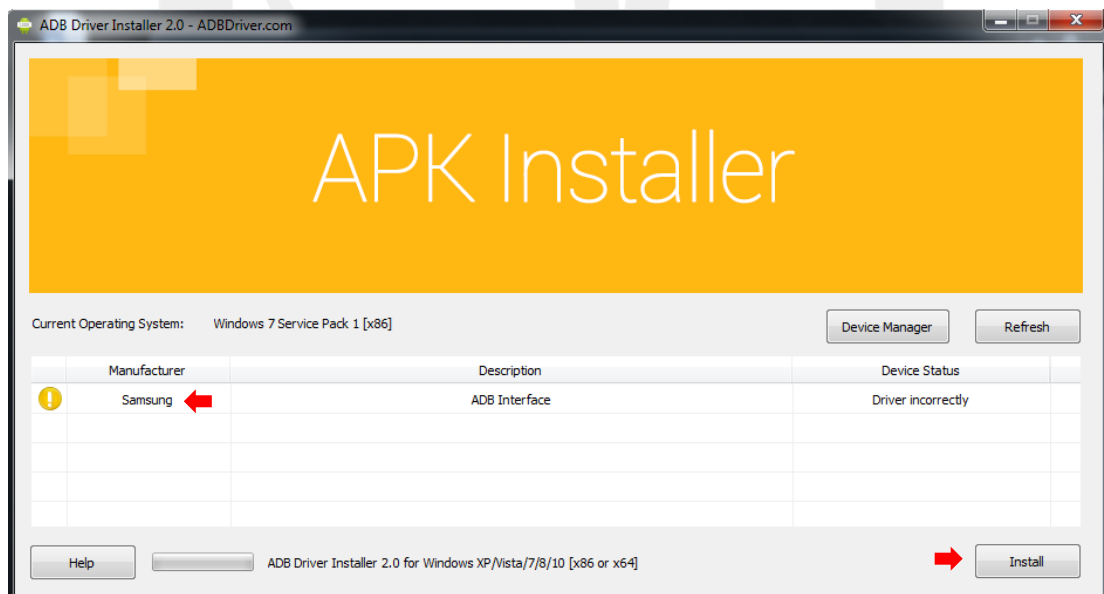 ADB Driver Installer 2.0 - ADBDriver.com
APK Installer
Current Operating System: Windows 7 Service Pack 1 [x86]
Device Manager
Refresh
Manufacturer Description Device Status
Samsung ADB Interface Driver incorrectly
Help
ADB Driver Installer 2.0 for Windows XP/Vista/7/8/10 [x86 or x64]
Install